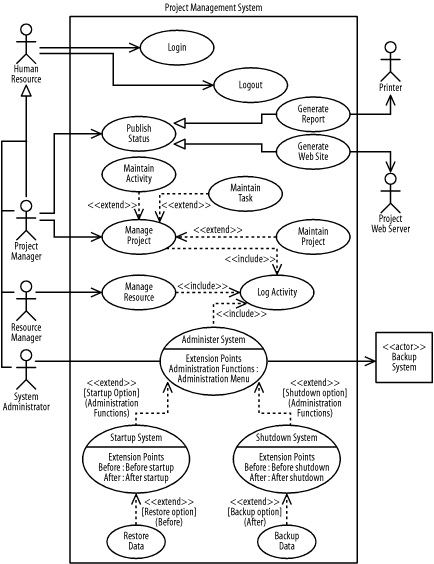 Project Management System
Human
Resource
Login
Logout
Printer
Generate
Report
Publish
Status
Generate
Web Site
Maintain
Activity
Maintain
Task
Project
Web Server
<<extend>>
<<extend>>
Project
Manager
Manage
Project
<<extend>>
Maintain
Project
<<include>>
Resource
Manager
Manage
Resource
<<include>>
Log Activity
<<include>>
System
Administrator
Administer System
Extension Points
Administration Functions :
Administration Menu
<<actor>>
Backup
System
<<extend>>
[Startup Option]
(Administration
Functions)
<<extend>>
[Shutdown option]
(Administration
Functions)
Startup System
Extension Points
Before : Before startup
After : After startup
Shutdown System
Extension Points
Before : Before shutdown
After : After shutdown
<<extend>>
[Restore option]
(Before)
<<extend>>
[Backup option]
(After)
Restore
Data
Backup
Data